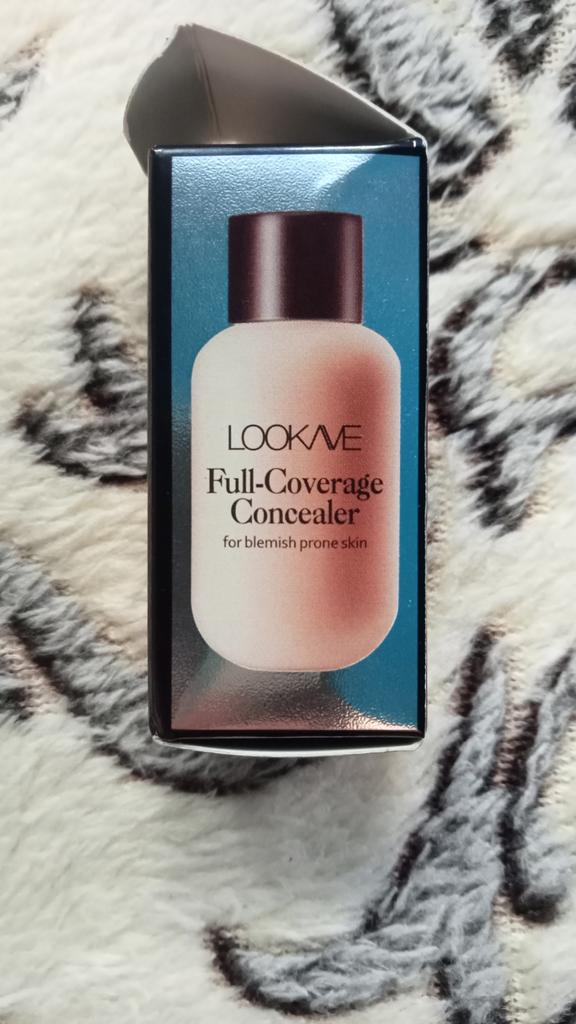 LOOKAVE
Full-Coverage
Concealer
for blemish prone skin